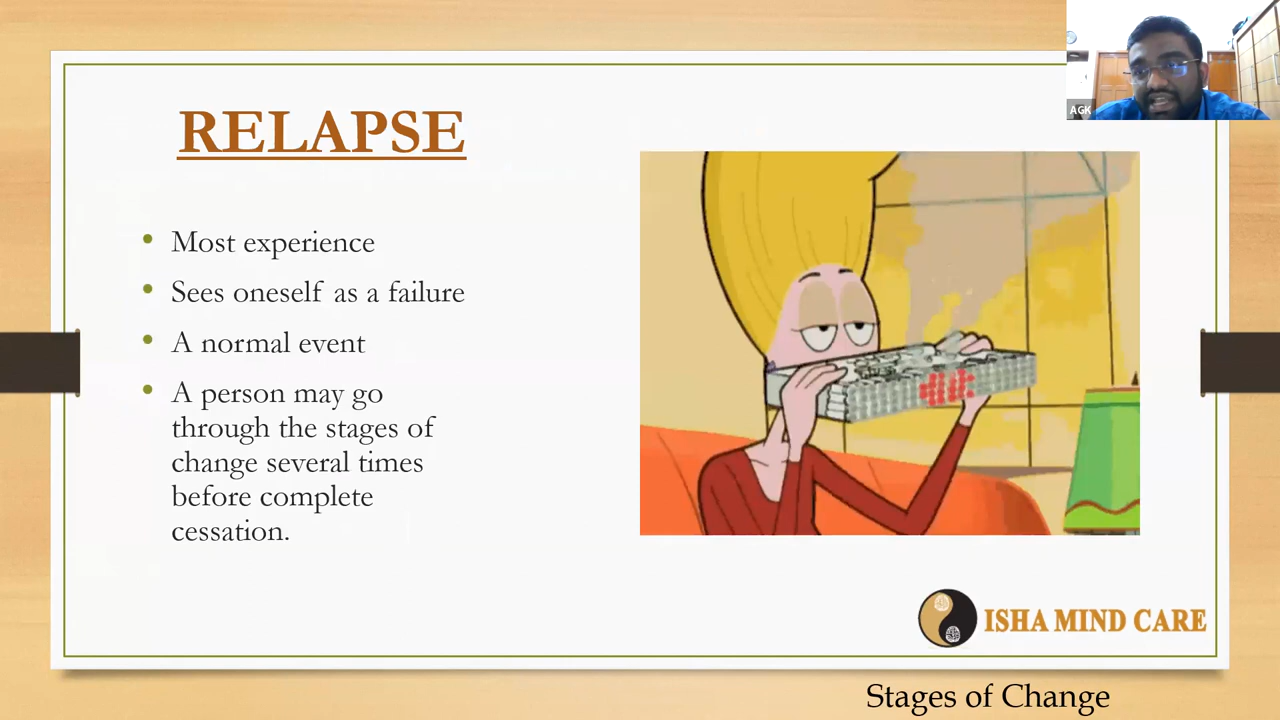 RELAPSE
AGK
Most experience
Sees oneself as a failure
A normal event
A person may go
through the stages of
change several times
before complete
cessation.
ISHA MIND CARE
Stages of Change